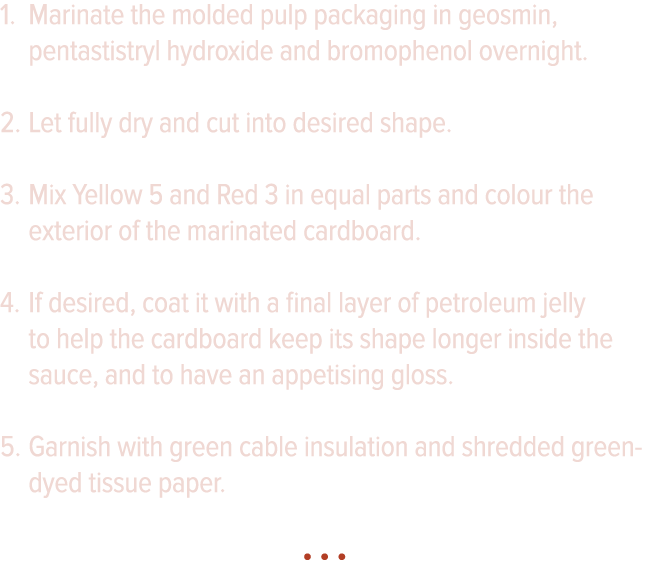 1. Marinate the molded pulp packaging in geosmin,
pentastistryl hydroxide and bromophenol overnight.
2. Let fully dry and cut into desired shape.
3. Mix Yellow 5 and Red 3 in equal parts and colour the
exterior of the marinated cardboard.
4. If desired, coat it with a final layer of petroleum jelly
to help the cardboard keep its shape longer inside the
sauce, and to have an appetising gloss.
5. Garnish with green cable insulation and shredded green-
dyed tissue paper.
...